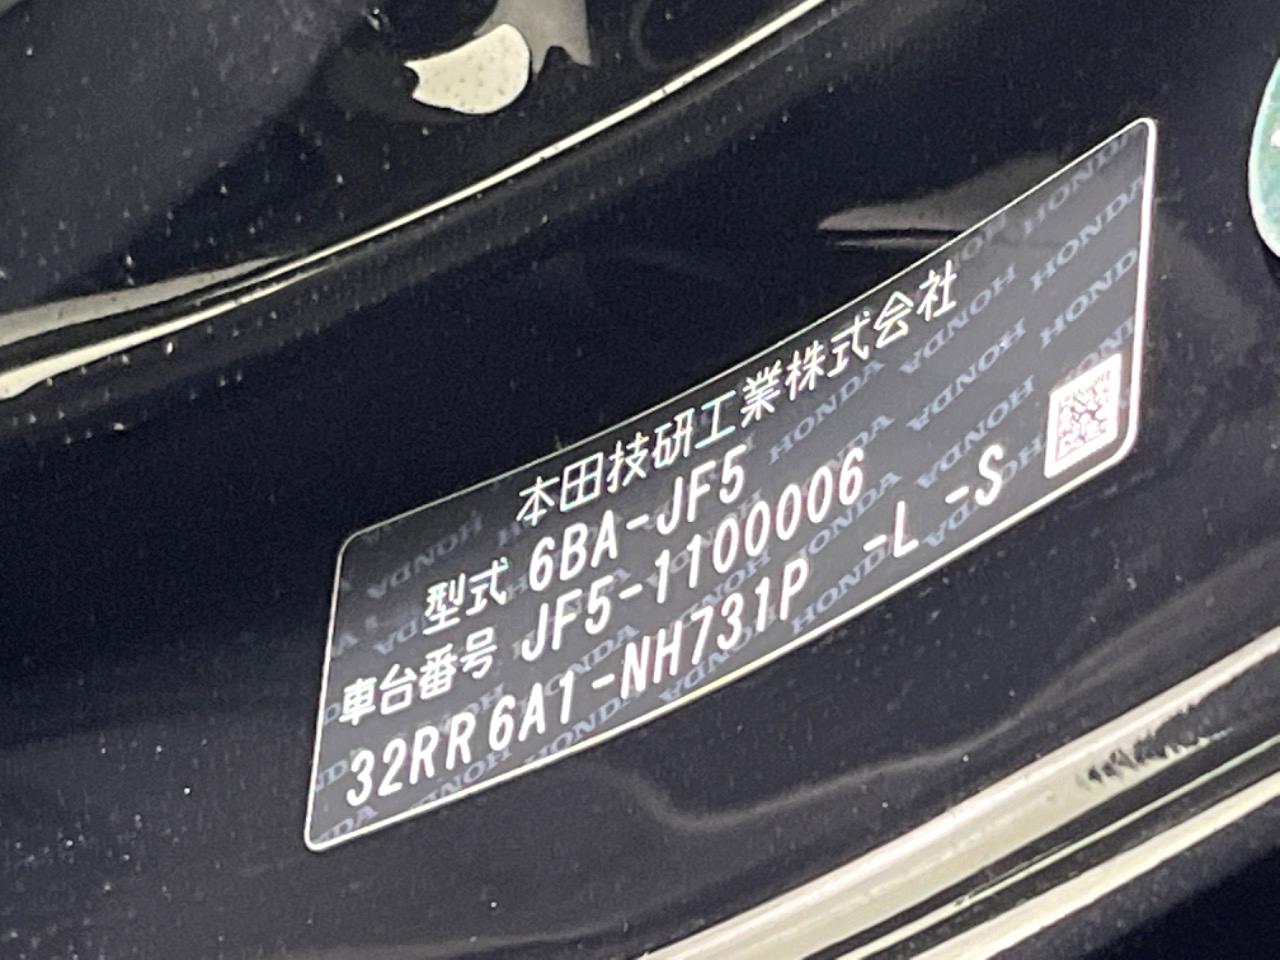 本田技研工業株式会社
型式 6BA-JF5
車台番号 JF5-1100006
32RR 6A1-NH731P -L -S